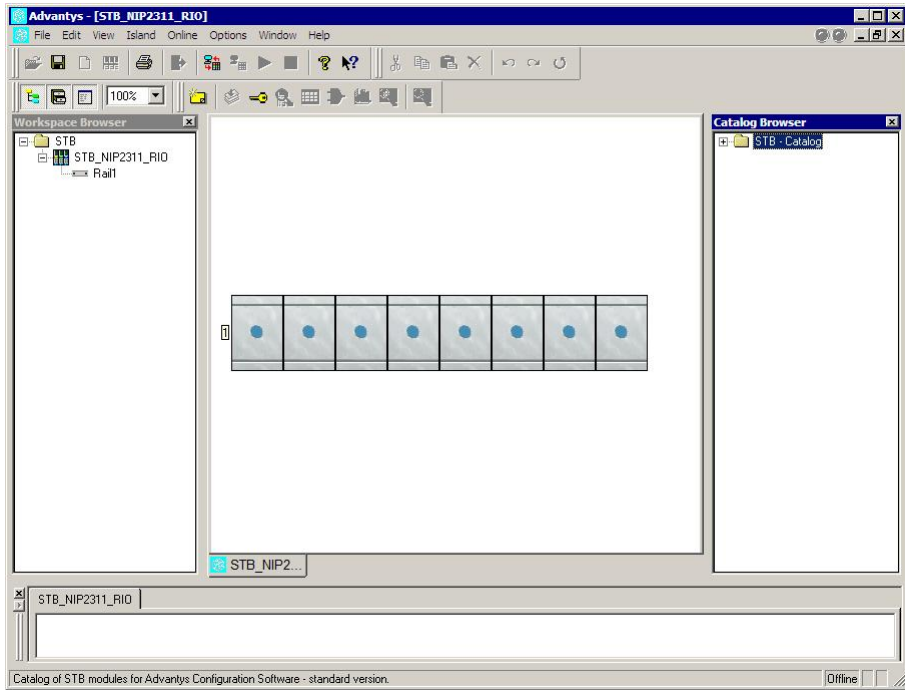 Advantys - [STB_NIP2311_RIO]
File Edit View Island Online Options Window Help
100%
Workspace Browser
STB
STB_NIP2311_RIO
Rail1
1
STB_NIP2...
Catalog Browser
STB - Catalog
STB_NIP2311_RIO
Catalog of STB modules for Advantys Configuration Software - standard version.
Offline